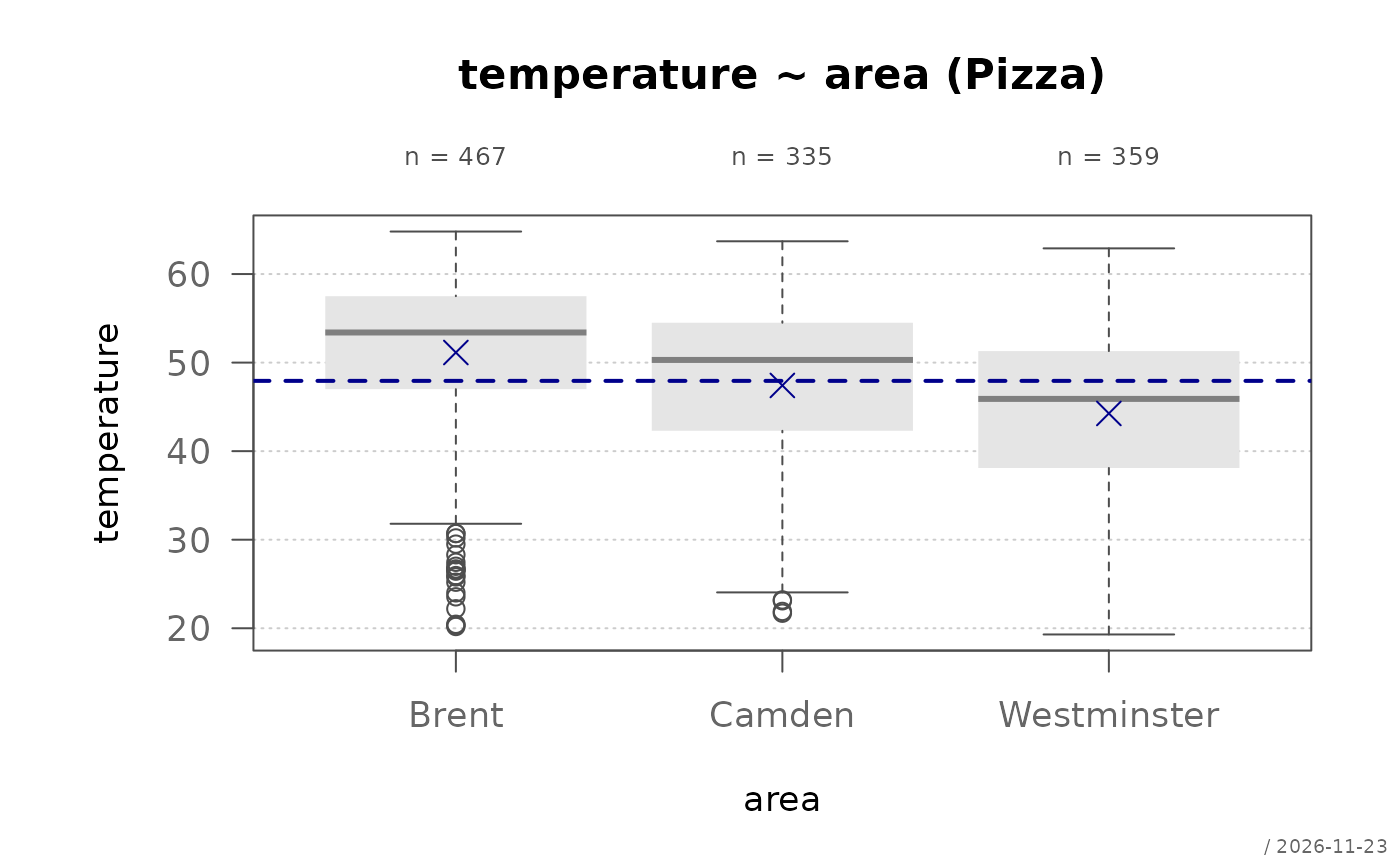 temperature ~ area (Pizza)
n = 467 n = 335 n = 359
60
50
40
30
20
temperature
Brent Camden Westminster
area
/ 2026-11-23